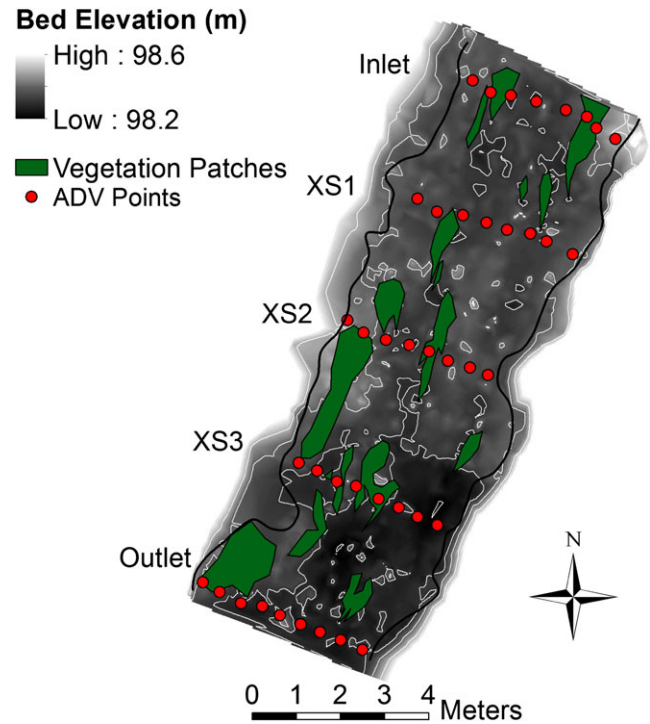 Bed Elevation (m)
High : 98.6
Low : 98.2
Vegetation Patches
ADV Points
Inlet
XS1
XS2
XS3
Outlet
N
0 1 2 3 4 Meters